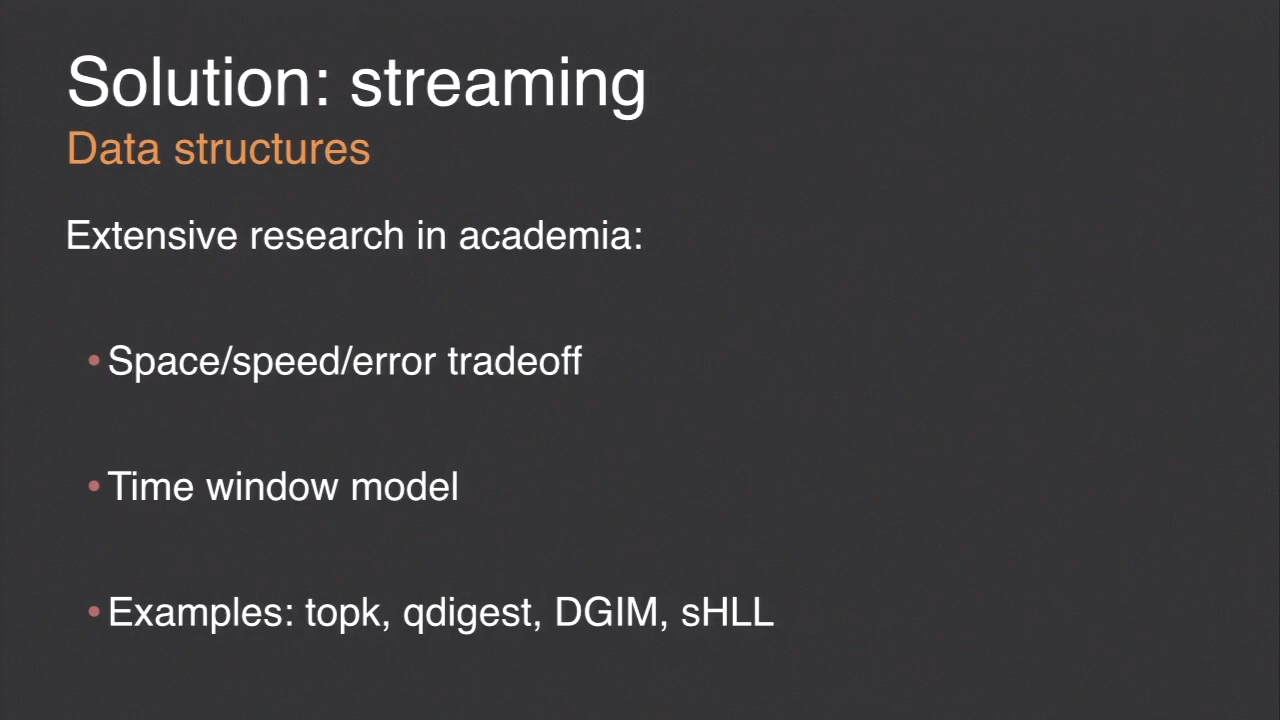 Solution: streaming
Data structures
Extensive research in academia:
• Space/speed/error tradeoff
• Time window model
• Examples: topk, qdigest, DGIM, sHLL